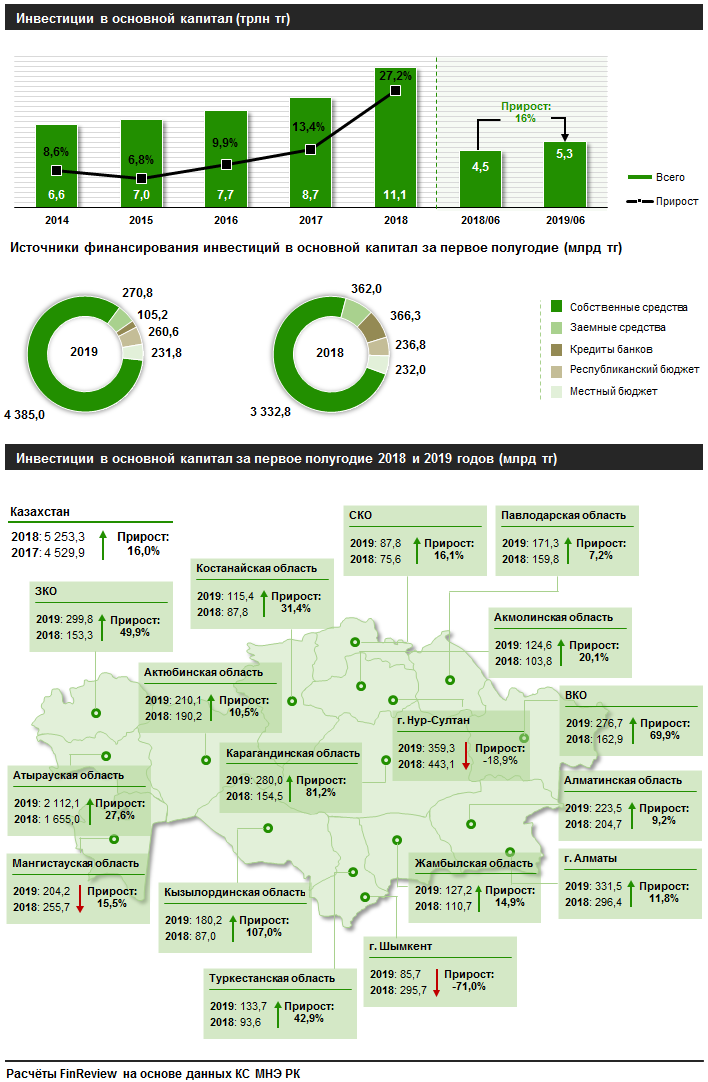 Инвестиции в основной капитал (трлн тг)
8,6%
6,8%
9,9%
13,4%
27,2%
Прирост:
16%
6,6
7,0
7,7
8,7
11,1
4,5
5,3
2014
2015
2016
2017
2018
2018/06
2019/06
Всего
Прирост
Источники финансирования инвестиций в основной капитал за первое полугодие (млрд тг)
2019
270,8
105,2
260,6
231,8
4 385,0
2018
362,0
366,3
236,8
232,0
3 332,8
Собственные средства
Заемные средства
Кредиты банков
Республиканский бюджет
Местный бюджет
Инвестиции в основной капитал за первое полугодие 2018 и 2019 годов (млрд тг)
Казахстан
2018: 5 253,3
2017: 4 529,9
Прирост:
16,0%
СКО
2019: 87,8
2018: 75,6
Прирост:
16,1%
Павлодарская область
2019: 171,3
2018: 159,8
Прирост:
7,2%
Костанайская область
2019: 115,4
2018: 87,8
Прирост:
31,4%
ЗКО
2019: 299,8
2018: 153,3
Прирост:
49,9%
Акмолинская область
2019: 124,6
2018: 103,8
Прирост:
20,1%
Актюбинская область
2019: 210,1
2018: 190,2
Прирост:
10,5%
ВКО
2019: 276,7
2018: 162,9
Прирост:
69,9%
г. Нур-Султан
2019: 359,3
2018: 443,1
Прирост:
-18,9%
Карагандинская область
2019: 280,0
2018: 154,5
Прирост:
81,2%
Атырауская область
2019: 2 112,1
2018: 1 655,0
Прирост:
27,6%
Алматинская область
2019: 223,5
2018: 204,7
Прирост:
9,2%
Мангистауская область
2019: 204,2
2018: 255,7
Прирост:
15,5%
Жамбылская область
2019: 127,2
2018: 110,7
Прирост:
14,9%
г. Алматы
2019: 331,5
2018: 296,4
Прирост:
11,8%
Кызылординская область
2019: 180,2
2018: 87,0
Прирост:
107,0%
г. Шымкент
2019: 85,7
2018: 295,7
Прирост:
-71,0%
Туркестанская область
2019: 133,7
2018: 93,6
Прирост:
42,9%
Расчёты FinReview на основе данных КС МНЭ РК